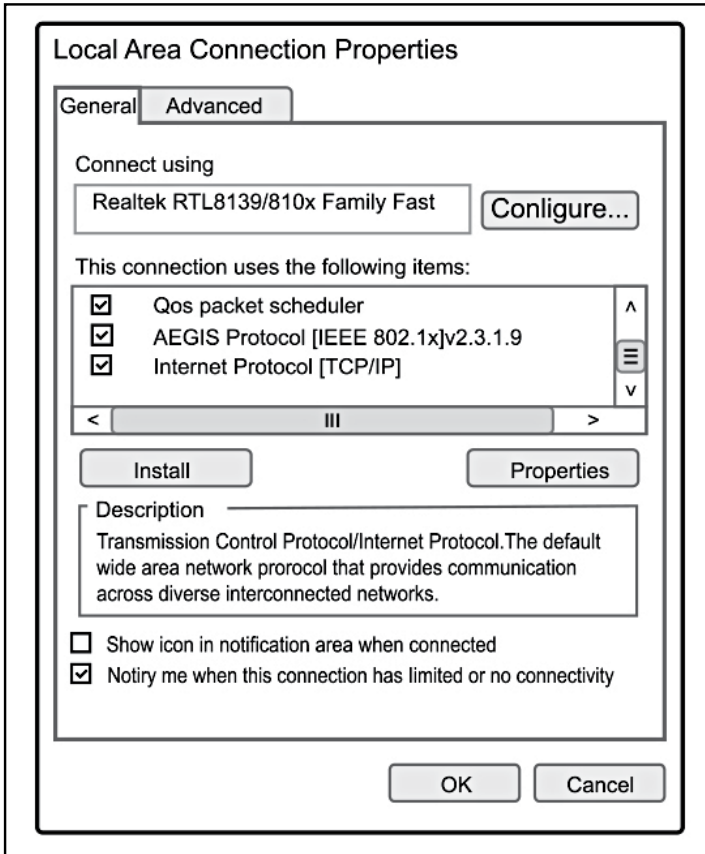 Local Area Connection Properties
General Advanced
Connect using
Realtek RTL8139/810x Family Fast Conligure...
This connection uses the following items:
Qos packet scheduler
AEGIS Protocol [IEEE 802.1x]v2.3.1.9
Internet Protocol [TCP/IP]
Install Properties
Description
Transmission Control Protocol/Internet Protocol.The default
wide area network prorocol that provides communication
across diverse interconnected networks.
Show icon in notification area when connected
Notiry me when this connection has limited or no connectivity
OK Cancel